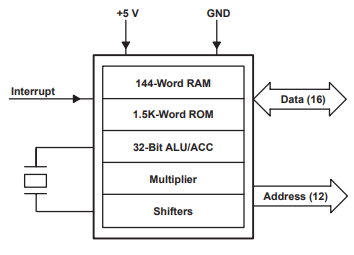 +5 V
GND
144-Word RAM
Interrupt
Data (16)
1.5K-Word ROM
32-Bit ALU/ACC
Multiplier
Address (12)
Shifters